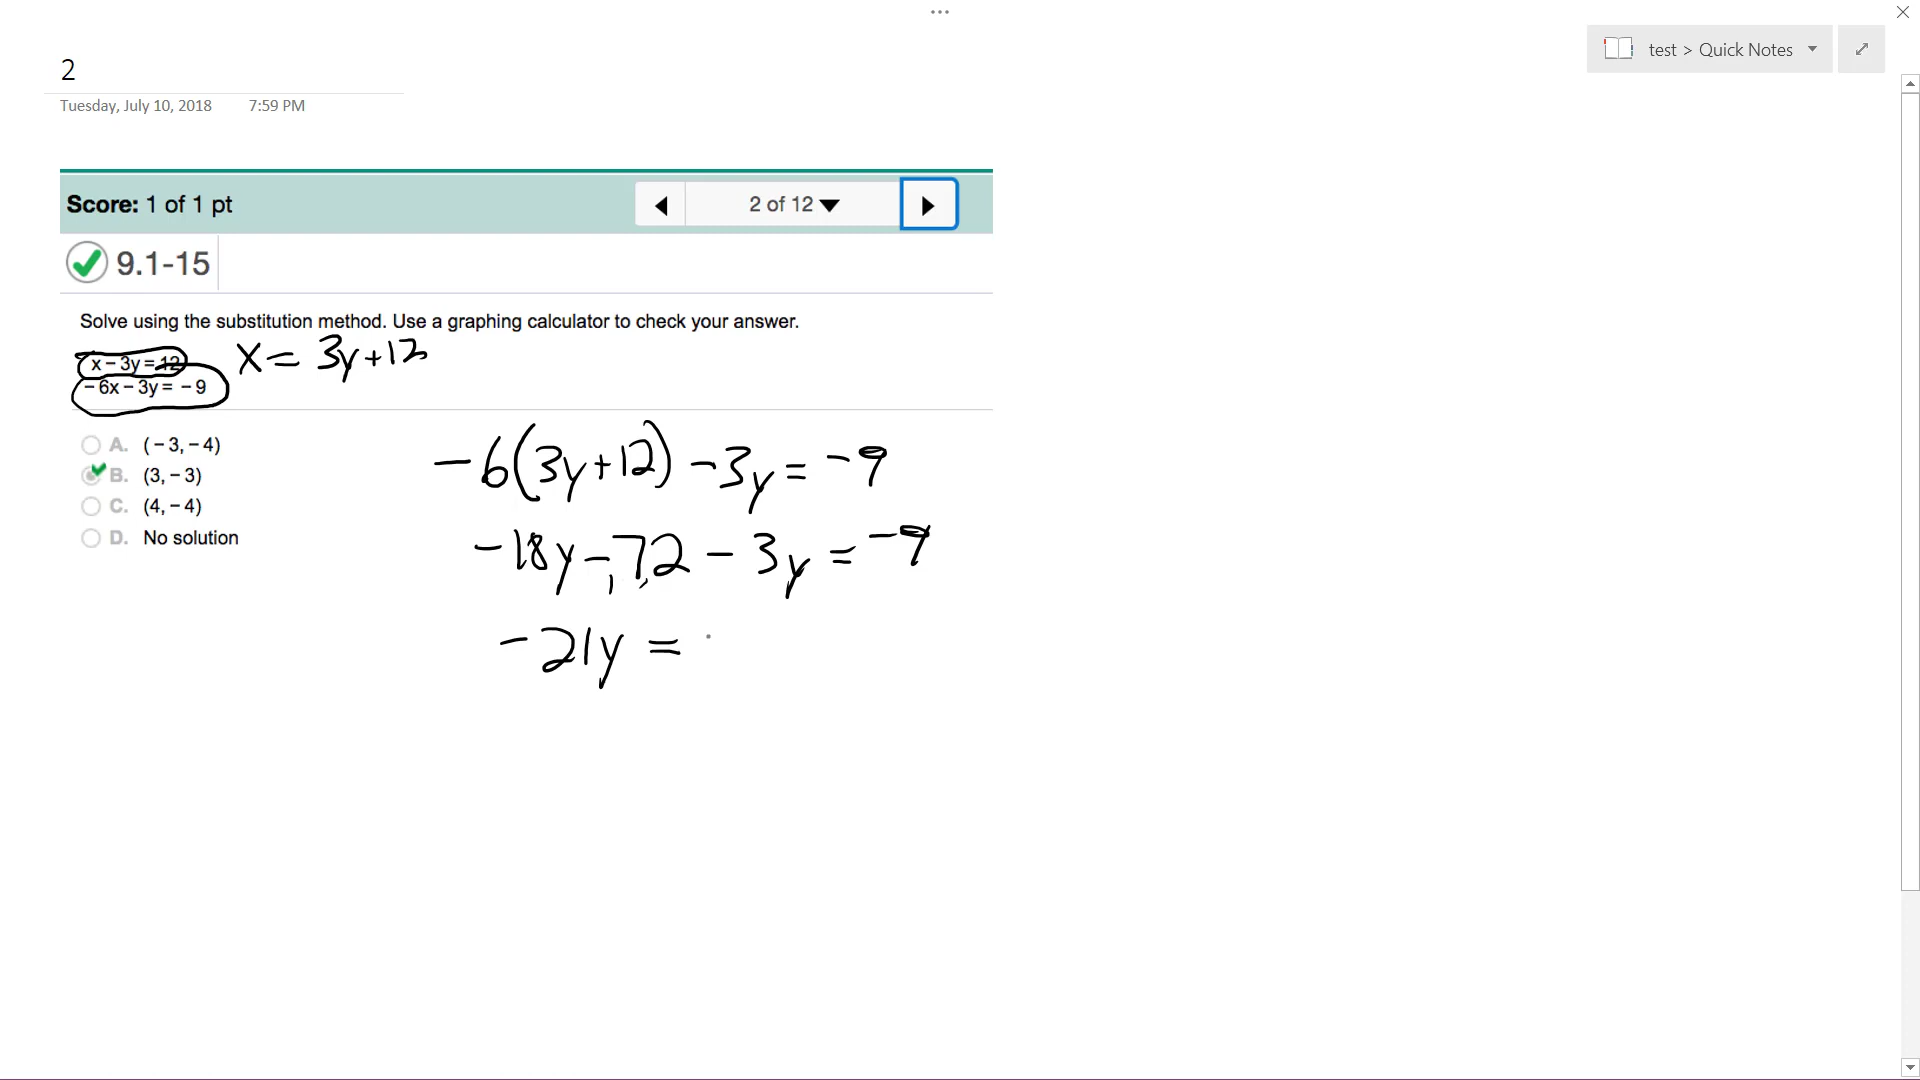 ...
test > Quick Notes
2
Tuesday, July 10, 2018 7:59 PM
Score: 1 of 1 pt
2 of 12
9.1-15
Solve using the substitution method. Use a graphing calculator to check your answer.
x − 3y = 12
x = 3y + 12
− 6x − 3y = − 9
A. (− 3, − 4)
B. (3, − 3)
C. (4, − 4)
D. No solution
-6(3y+12) -3y = -9
-18y - 72 - 3y = -9
-21y =